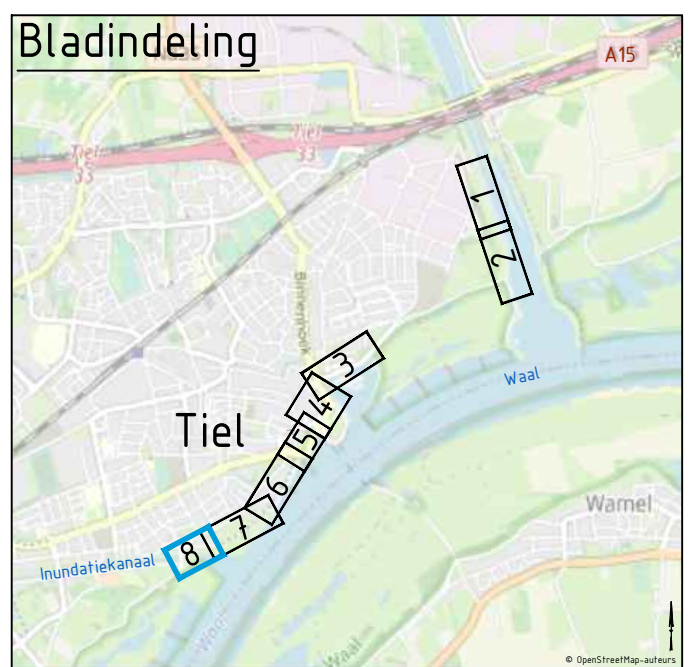 Bladindeling
A15
Tiel
33
Tiel
33
1
2
Binnenhoek
3
Waal
4
Tiel
5
6
Wamel
7
8
Inundatiekanaal
Waal
Waal
© OpenStreetMap-auteurs